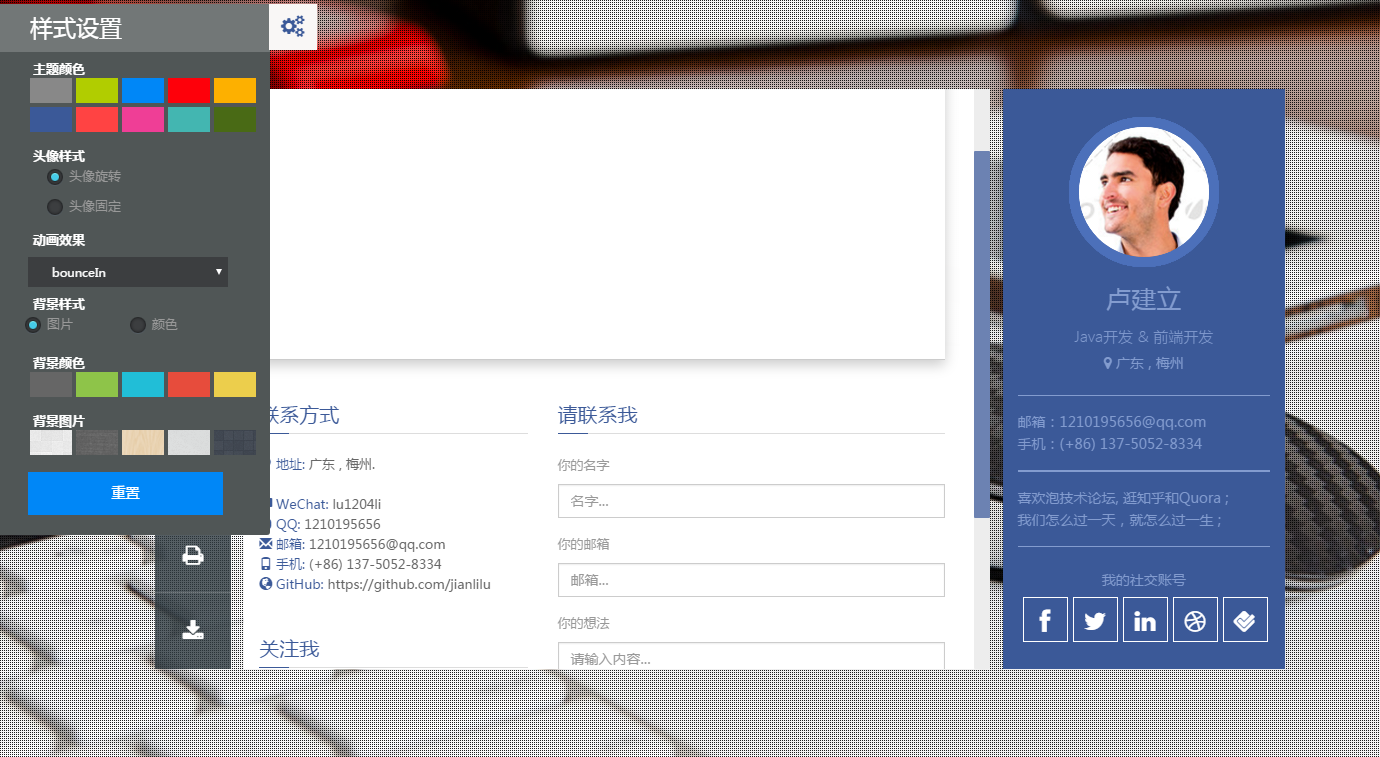 样式设置
主题颜色
头像样式
头像旋转
头像固定
动画效果
bounceIn
背景样式
图片 颜色
背景颜色
背景图片
重置
联系方式
地址: 广东 , 梅州.
WeChat: lu1204li
QQ: 1210195656
邮箱: 1210195656@qq.com
手机: (+86) 137-5052-8334
GitHub: https://github.com/jianlilu
关注我
请联系我
你的名字
名字...
你的邮箱
邮箱...
你的想法
请输入内容...
卢建立
Java开发 & 前端开发
广东 , 梅州
邮箱 : 1210195656@qq.com
手机 : (+86) 137-5052-8334
喜欢泡技术论坛, 逛知乎和Quora ;
我们怎么过一天，就怎么过一生 ;
我的社交账号